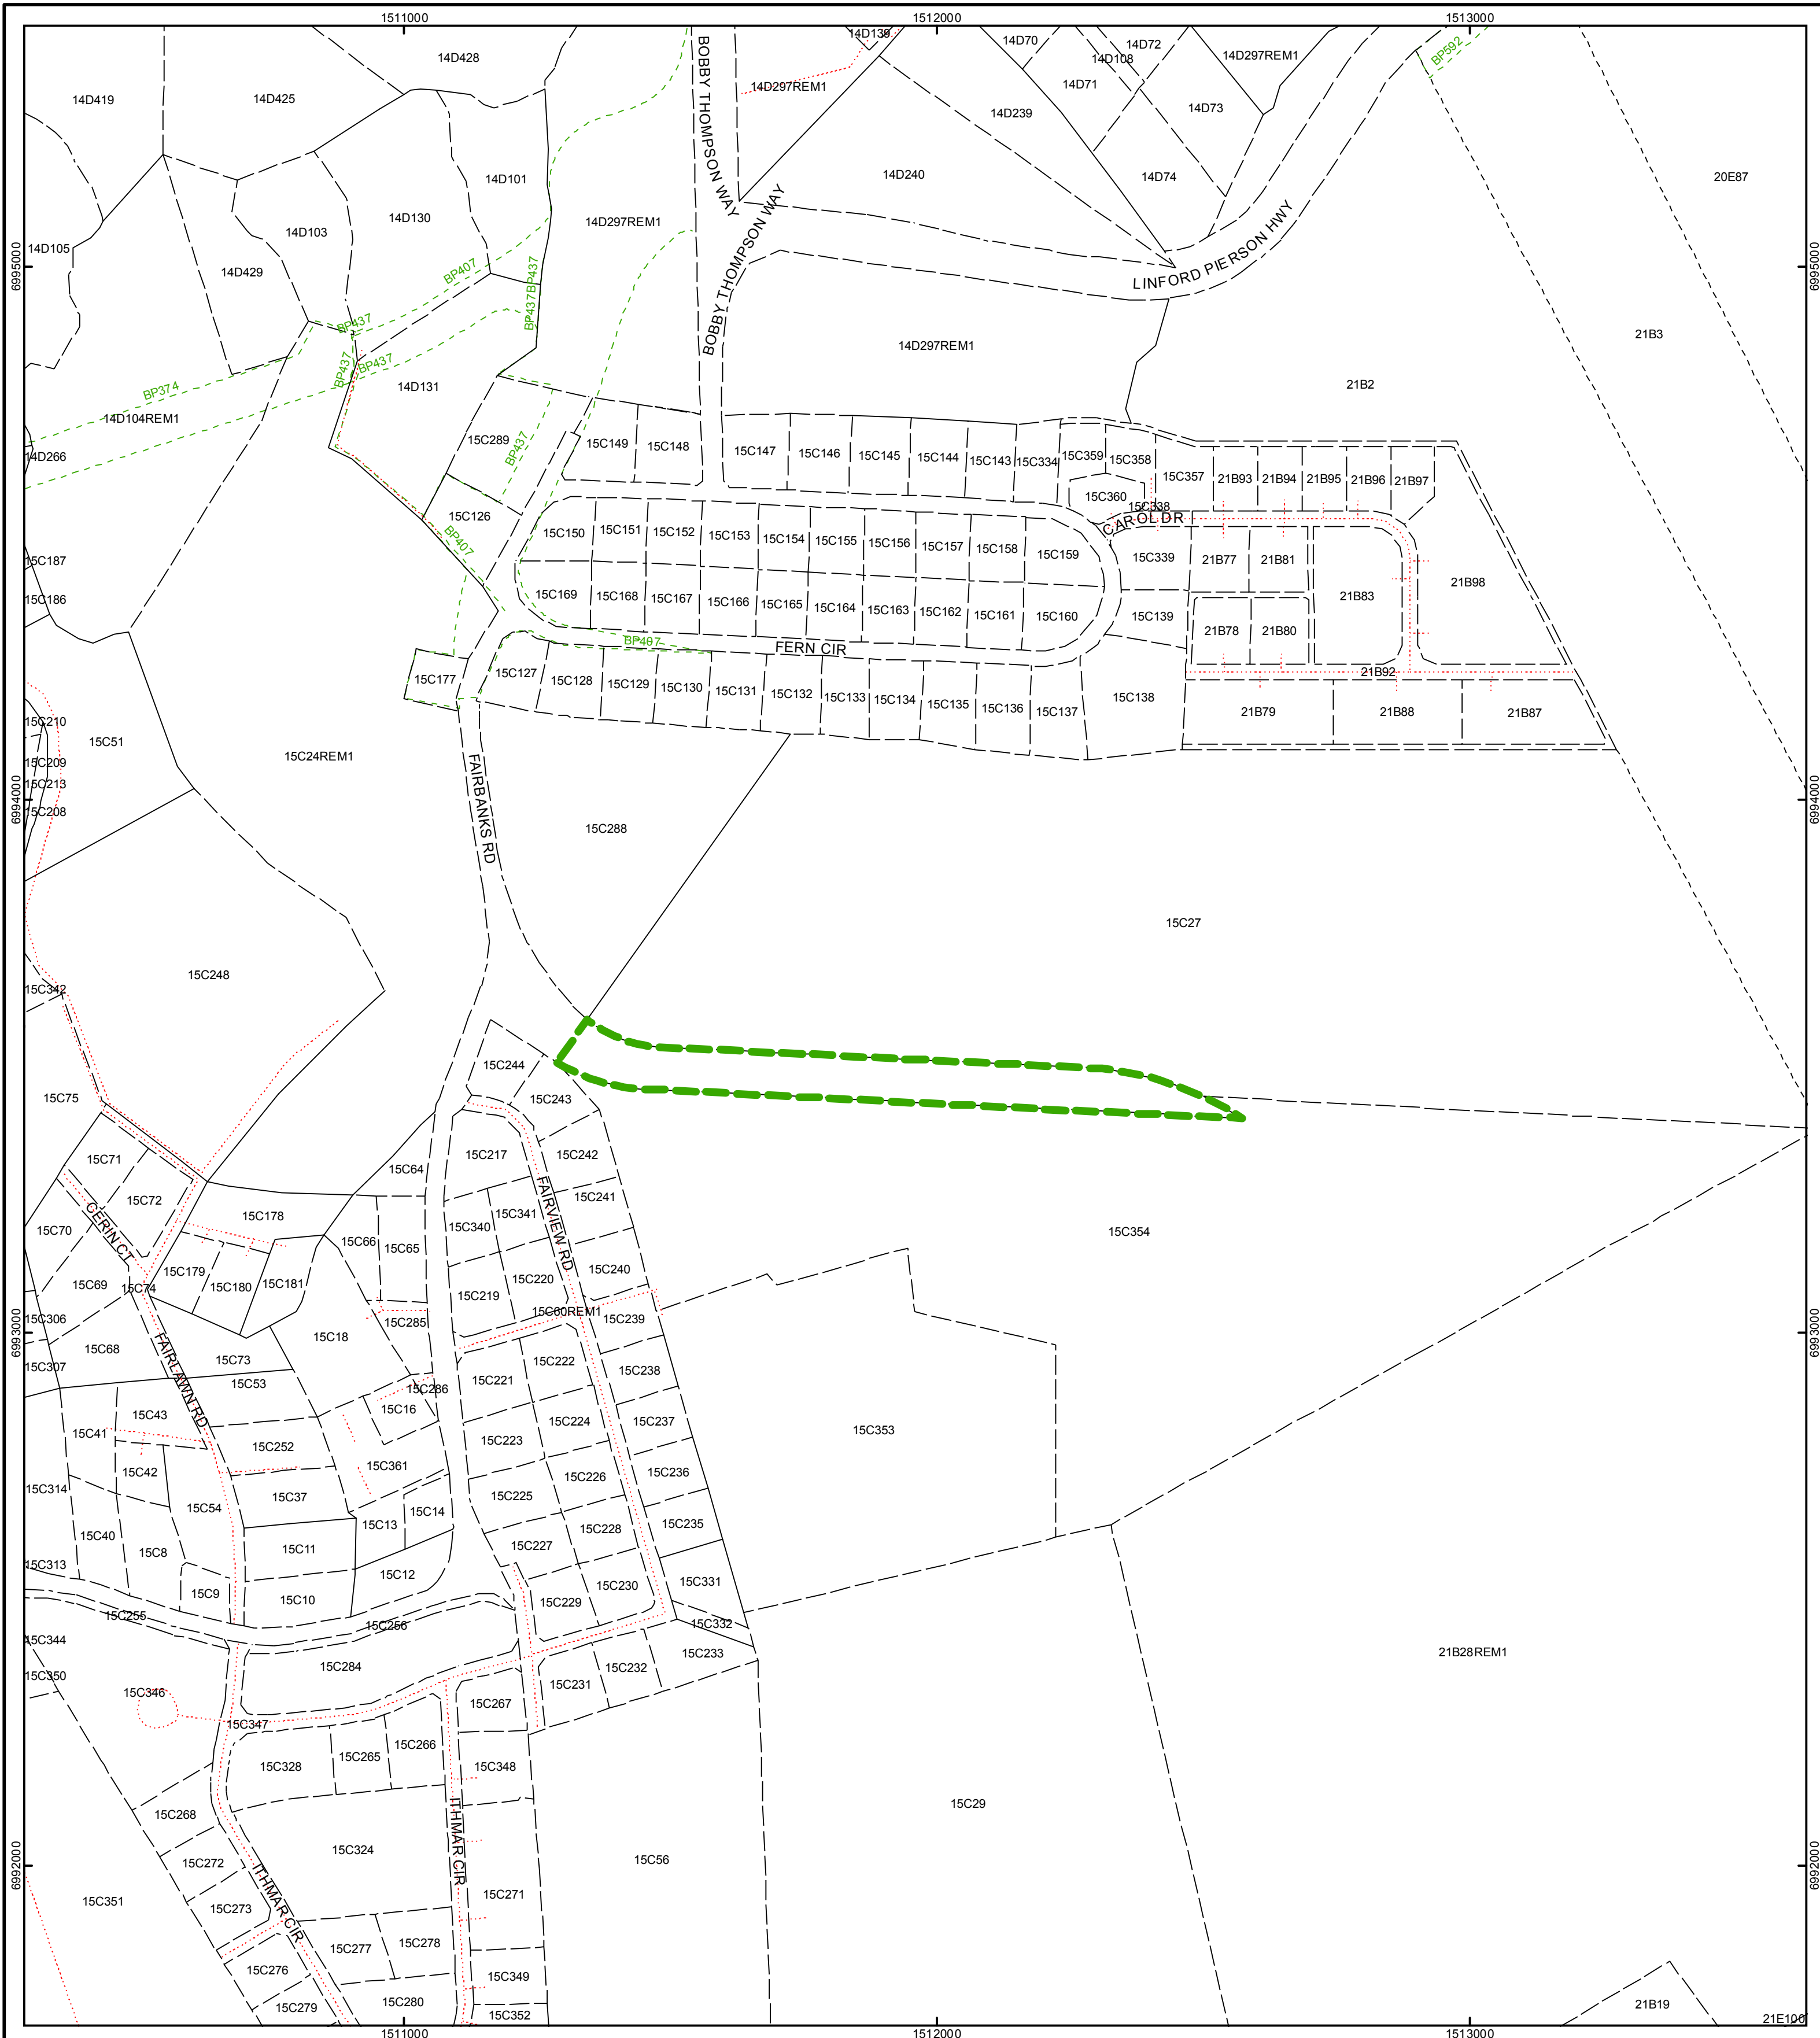 1511000 1512000 1513000
14D139
14D70 14D72
14D428 14D108 14D297REM1 BP592
14D419 14D425 14D297REM1 14D71
14D239 14D73
BOBBY THOMPSON WAY
14D101 14D240 14D74 20E87
14D130 14D297REM1
14D103
14D105 14D429
6995000 6995000
BP407 BP437 BP437
LINFORD PIERSON HWY
BOBBY THOMPSON WAY
BP437 21B3
14D297REM1
BP437 BP437
BP374 14D131 21B2
14D104REM1
15C289 BP437 15C149 15C148 15C147 15C146 15C145 15C144 15C143 15C334 15C359 15C358 15C357
14D266
21B93 21B94 21B95 21B96 21B97
15C360
15C338
15C126 CAROL DR
15C150 15C151 15C152 15C153 15C154 15C155 15C156 15C157 15C158 15C159
BP407
15C187 15C339 21B77 21B81 21B98
15C186 15C169 15C168 15C167 15C166 15C165 15C164 15C163 15C162 15C161 15C160 15C139 21B83
21B78 21B80
BP407
FERN CIR
15C177 15C127 15C128 15C129 15C130 15C131 15C132 15C133 15C134 15C135 15C136 15C137 15C138 21B92
21B79 21B88 21B87
15C210
15C51
15C24REM1
15C209
15C213
6994000 6994000
15C208
FAIRBANKS RD
15C288
15C27
15C248
15C342
15C244
15C75 15C243
15C217 15C242
15C71 15C64
15C72 15C241
FAIRVIEW RD
15C178 15C341
15C70 CERIN CT 15C340
15C66 15C65 15C354
15C179 15C240
15C69 15C74 15C180 15C181 15C220
15C219
15C60REM1
15C306 15C285 15C239
6993000 6993000
15C18
15C68 15C73 15C222
15C307 15C238
FAIRLAWN RD
15C53 15C286 15C221
15C16
15C43 15C224 15C237
15C41 15C353
15C252 15C223
15C361
15C42 15C226 15C236
15C314 15C37 15C225
15C54 15C14
15C13 15C235
15C40 15C228
15C8 15C11 15C227
15C313 15C12
15C230 15C331
15C9 15C10 15C229
15C255 15C256 15C332
15C344 15C233
15C284 21B28REM1
15C350 15C232
15C346 15C231
15C267
15C347
15C265 15C266
15C328 15C348
15C29
15C268
15C324
ITHMAR CIR
15C272 15C56
6992000 6992000
15C351 15C271
15C273
ITHMAR CIR
15C278
15C277
15C276 15C349
15C279 15C280 21B19
15C352 21E100
1511000 1512000 1513000